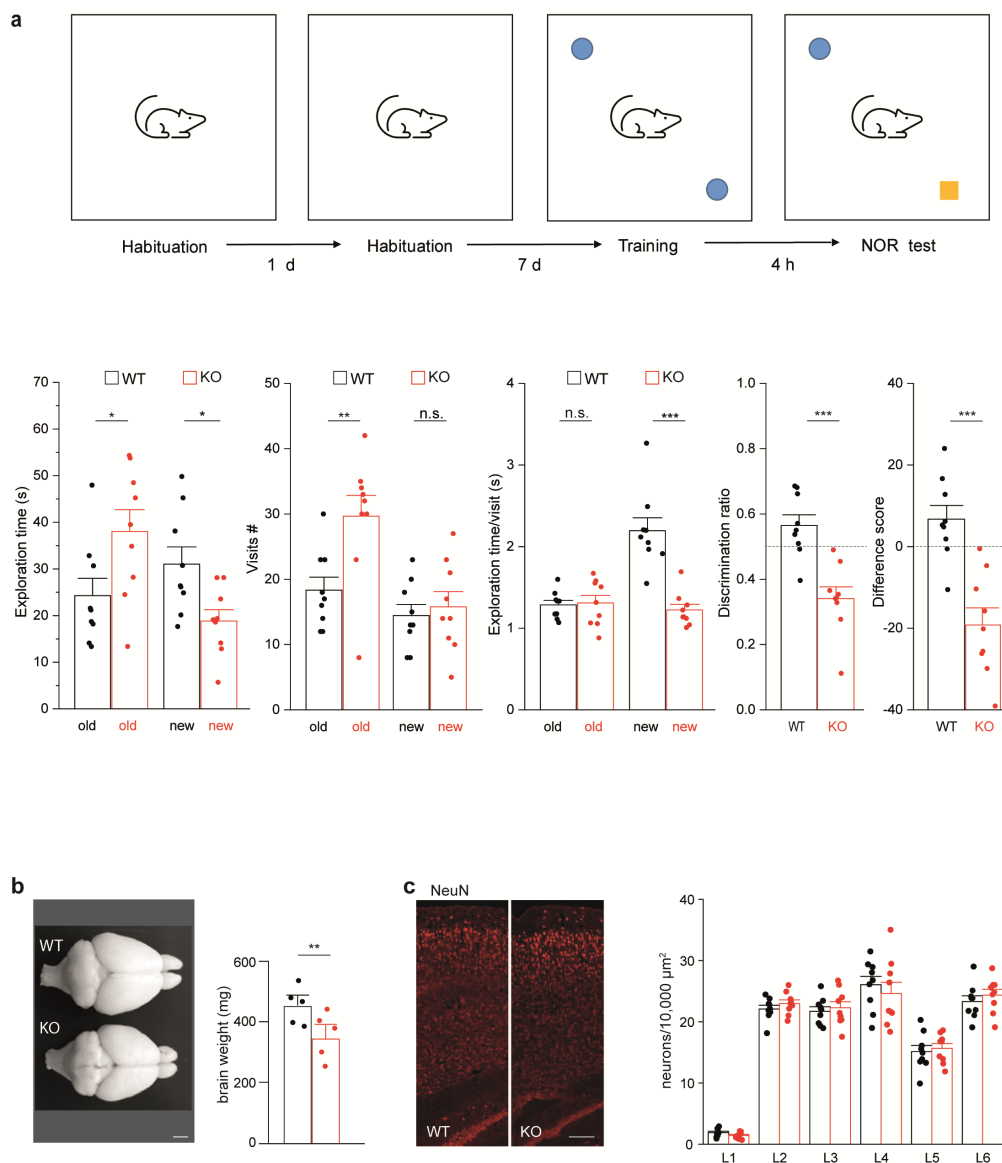 a
Habituation
1 d
Habituation
7 d
Training
4 h
NOR test
WT KO
Exploration time (s)
70
60
50
40
30
20
10
0
* *
old old new new
WT KO
Visits #
50
40
30
20
10
0
** n.s.
old old new new
WT KO
Exploration time/visit (s)
4
3
2
1
0
n.s. ***
old old new new
Discrimination ratio
1.0
0.8
0.6
0.4
0.2
0.0
***
WT KO
Difference score
40
20
0
-20
-40
***
WT KO
b
WT
KO
brain weight (mg)
600
400
200
0
**
c
NeuN
WT
KO
neurons/10,000 μm²
40
30
20
10
0
L1 L2 L3 L4 L5 L6